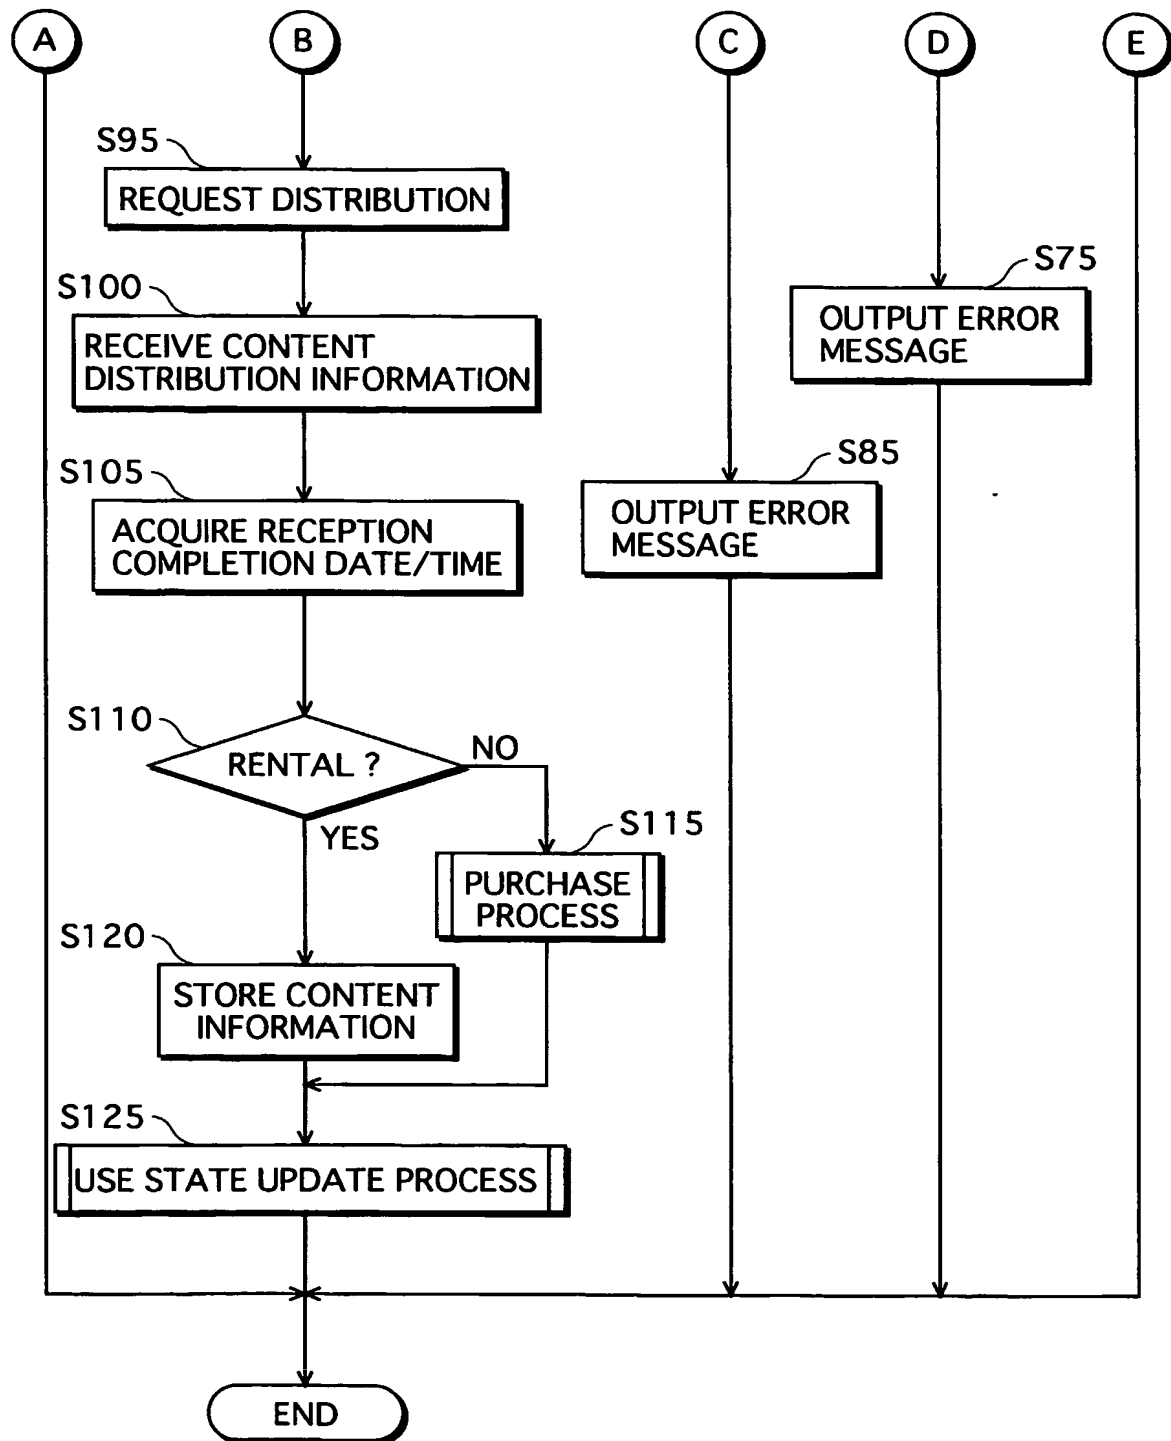 A
B
C
D
E
S95
REQUEST DISTRIBUTION
S75
OUTPUT ERROR
MESSAGE
S100
RECEIVE CONTENT
DISTRIBUTION INFORMATION
S85
OUTPUT ERROR
MESSAGE
S105
ACQUIRE RECEPTION
COMPLETION DATE/TIME
S110
RENTAL ?
NO
YES
S115
PURCHASE
PROCESS
S120
STORE CONTENT
INFORMATION
S125
USE STATE UPDATE PROCESS
END